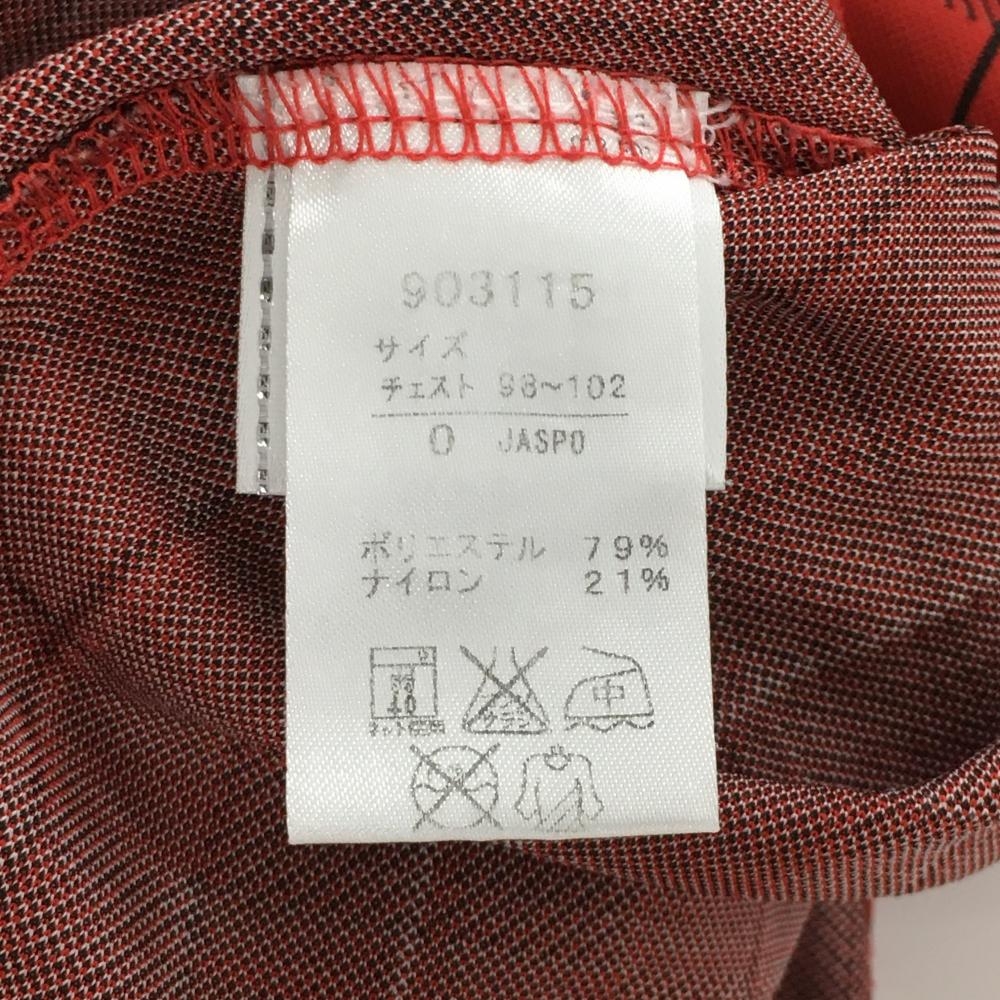 903115
サイズ
チェスト 98~102
O JASPO
ポリエステル 79%
ナイロン 21%
40
中